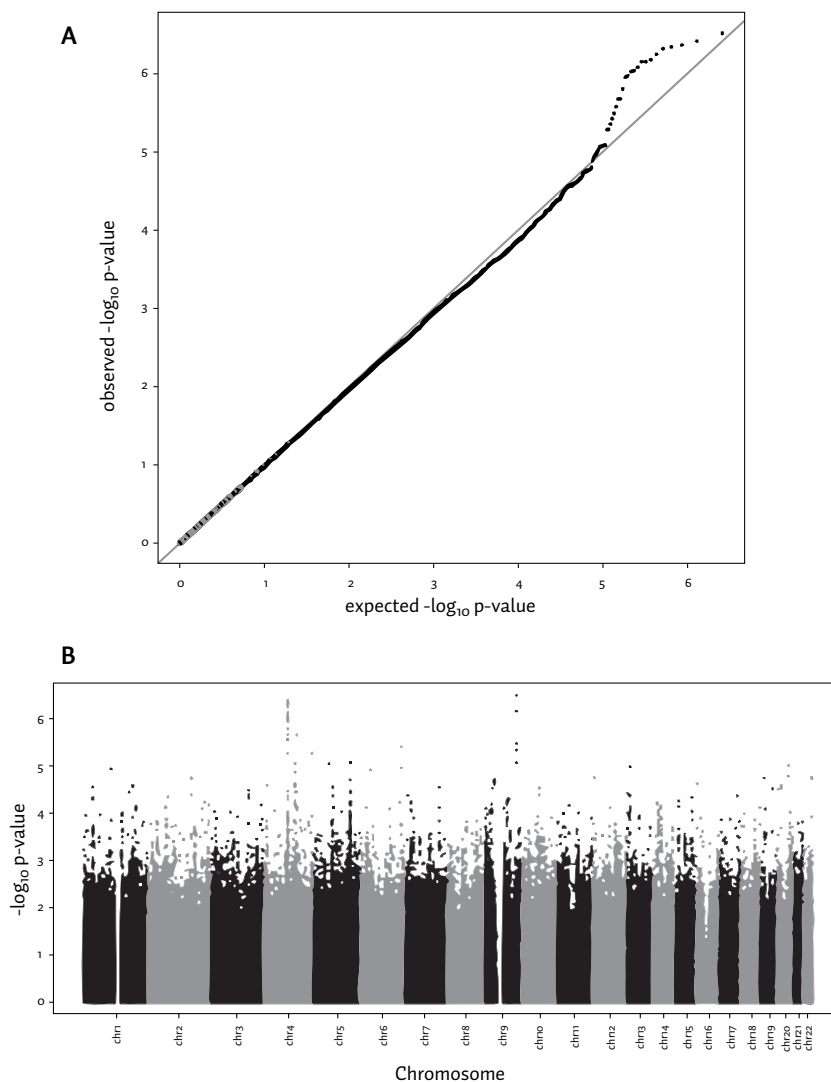 A
6
5
4
3
2
1
0
observed -log10 p-value
0 1 2 3 4 5 6
expected -log10 p-value
B
6
5
4
3
2
1
0
-log10 p-value
chr1 chr2 chr3 chr4 chr5 chr6 chr7 chr8 chr9 chr10 chr11 chr12 chr13 chr14 chr15 chr16 chr17 chr18 chr19 chr20 chr21 chr22
Chromosome